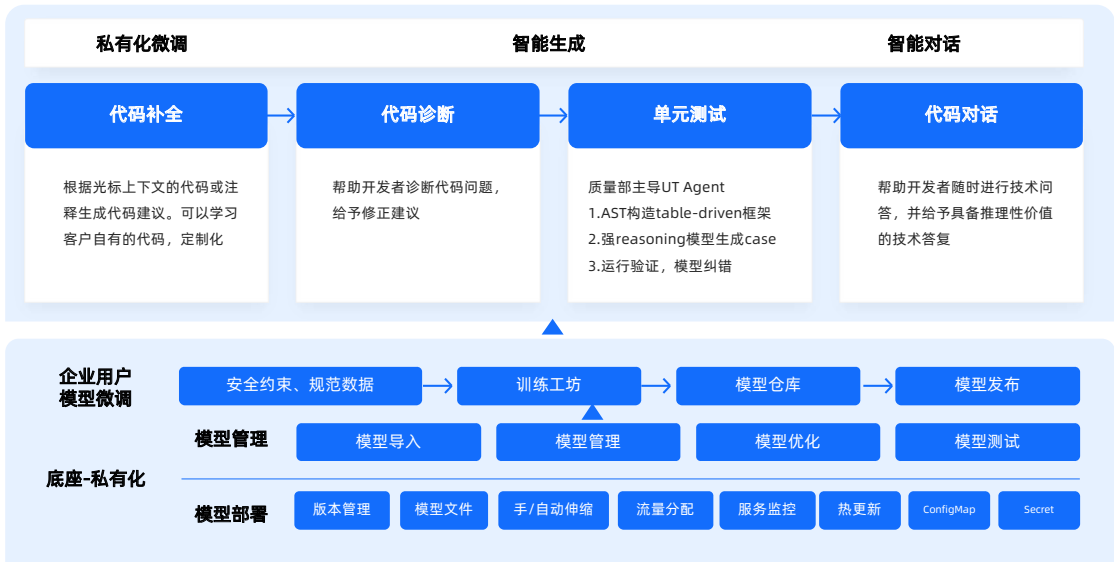 私有化微调
智能生成
智能对话
代码补全
代码诊断
单元测试
代码对话
根据光标上下文的代码或注
释生成代码建议。可以学习
客户自有的代码，定制化
帮助开发者诊断代码问题，
给予修正建议
质量部主导UT Agent
1.AST构造table-driven框架
2.强reasoning模型生成case
3.运行验证，模型纠错
帮助开发者随时进行技术问
答，并给予具备推理性价值
的技术答复
企业用户
模型微调
安全约束、规范数据
训练工坊
模型仓库
模型发布
模型管理
模型导入
模型管理
模型优化
模型测试
底座-私有化
模型部署
版本管理
模型文件
手/自动伸缩
流量分配
服务监控
热更新
ConfigMap
Secret